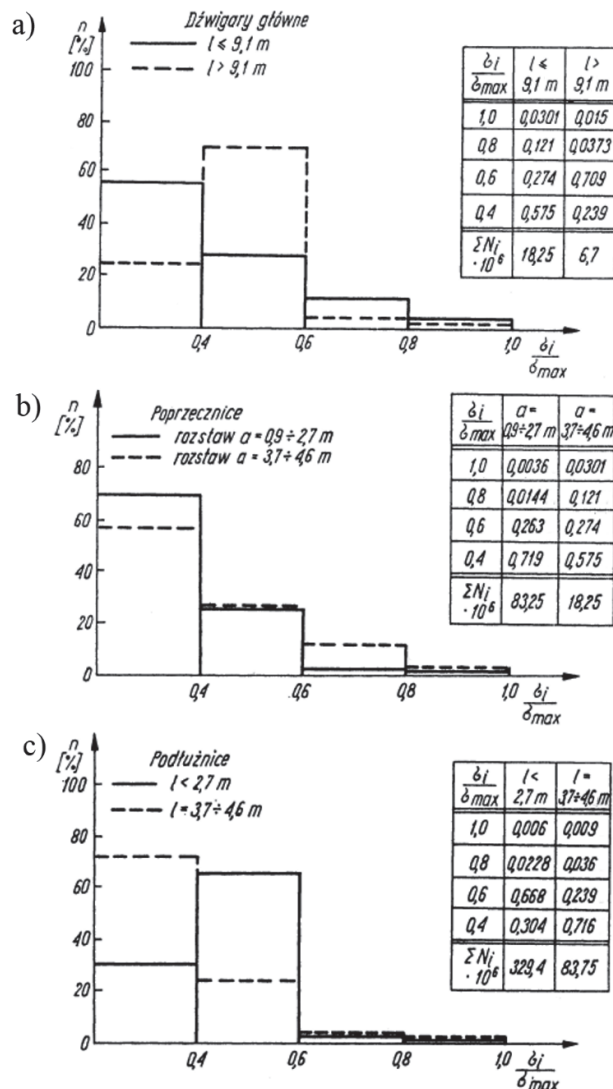 a)
n
[%]
Dźwigary główne
l ≤ 9,1 m
l > 9,1 m
100
80
60
40
20
0
0,4 0,6 0,8 1,0
σi/σmax
σi/σmax l ≤ 9,1 m l > 9,1 m
1,0 0,0301 0,015
0,8 0,121 0,0373
0,6 0,274 0,709
0,4 0,575 0,239
ΣNi · 10⁶ 18,25 6,7
b)
n
[%]
Poprzecznice
rozstaw a = 0,9÷2,7 m
rozstaw a = 3,7÷4,6 m
80
60
40
20
0
0,4 0,6 0,8 1,0
σi/σmax
σi/σmax a = 0,9÷2,7 m a = 3,7÷4,6 m
1,0 0,0036 0,0301
0,8 0,0144 0,121
0,6 0,263 0,274
0,4 0,719 0,575
ΣNi · 10⁶ 83,25 18,25
c)
n
[%]
Podłużnice
l < 2,7 m
l = 3,7÷4,6 m
100
80
60
40
20
0
0,4 0,6 0,8 1,0
σi/σmax
σi/σmax l < 2,7 m l = 3,7÷4,6 m
1,0 0,006 0,009
0,8 0,0228 0,036
0,6 0,668 0,239
0,4 0,304 0,716
ΣNi · 10⁶ 329,4 83,75